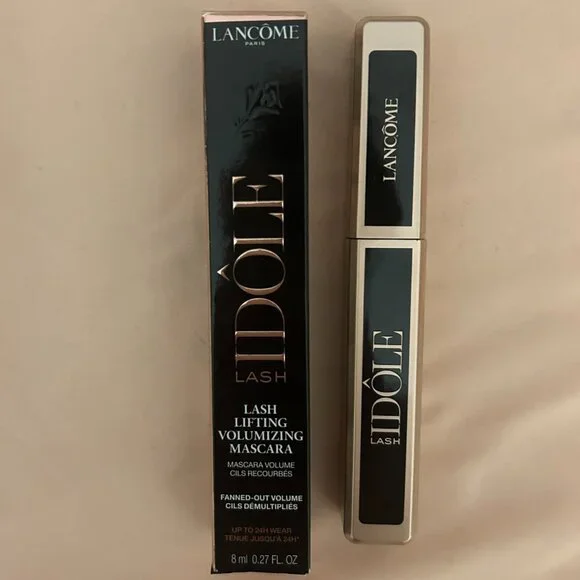 LANCÔME
PARIS
IDÔLE
LASH
LASH
LIFTING
VOLUMIZING
MASCARA
MASCARA VOLUME
CILS RECOURBÉS
FANNED-OUT VOLUME
CILS DÉMULTIPLIÉS
UP TO 24H WEAR
TENUE JUSQU'À 24H*
8 ml 0.27 FL. OZ
LANCÔME
IDÔLE
LASH